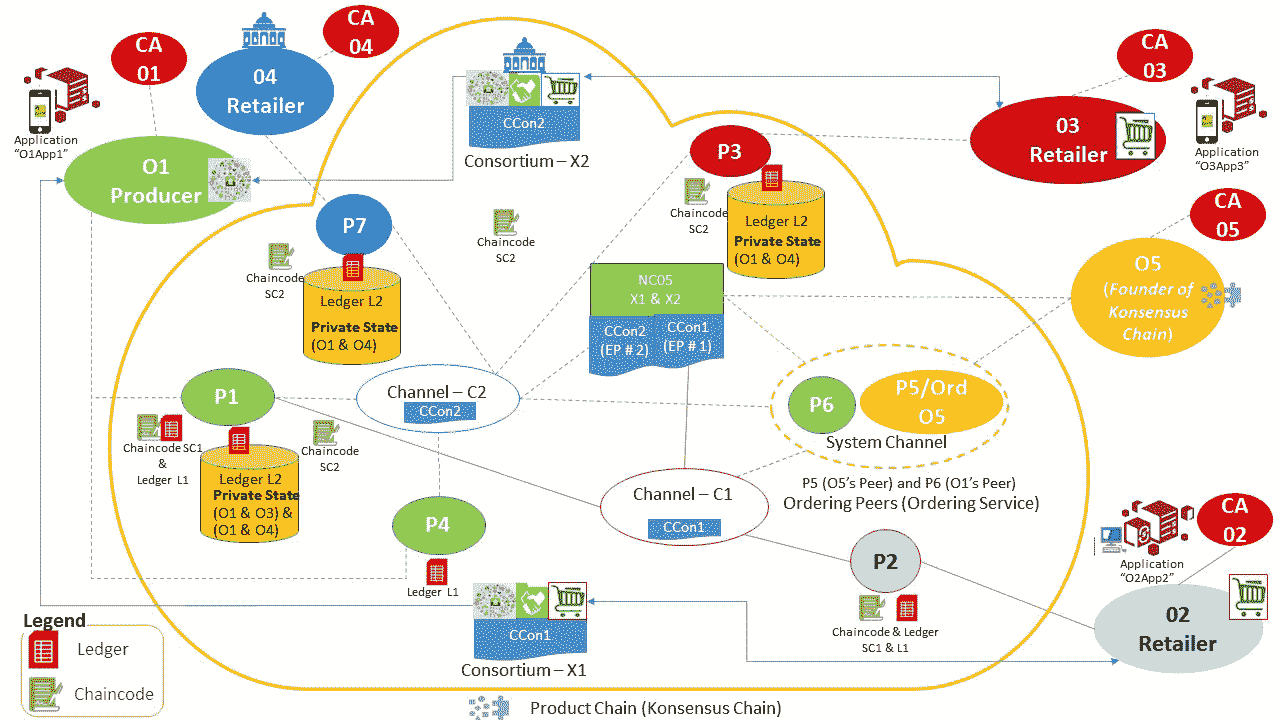 CA
01
CA
04
04
Retailer
Application
"O1App1"
O1
Producer
CCon2
Consortium – X2
CA
03
03
Retailer
Application
"O3App3"
P3
Chaincode
SC2
Ledger L2
Private State
(O1 & O4)
P7
Chaincode
SC2
Ledger L2
Private State
(O1 & O4)
Chaincode
SC2
NC05
X1 & X2
CCon2
(EP # 2)
CCon1
(EP # 1)
CA
05
O5
(Founder of
Konsensus
Chain)
Channel – C2
CCon2
P1
Chaincode SC1
&
Ledger L1
Ledger L2
Private State
(O1 & O3) &
(O1 & O4)
Chaincode
SC2
P6
P5/Ord
O5
System Channel
P5 (O5's Peer) and P6 (O1's Peer)
Ordering Peers (Ordering Service)
Channel – C1
CCon1
P4
Ledger L1
P2
Chaincode & Ledger
SC1 & L1
Application
"O2App2"
CA
02
02
Retailer
CCon1
Consortium – X1
Legend
Ledger
Chaincode
Product Chain (Konsensus Chain)